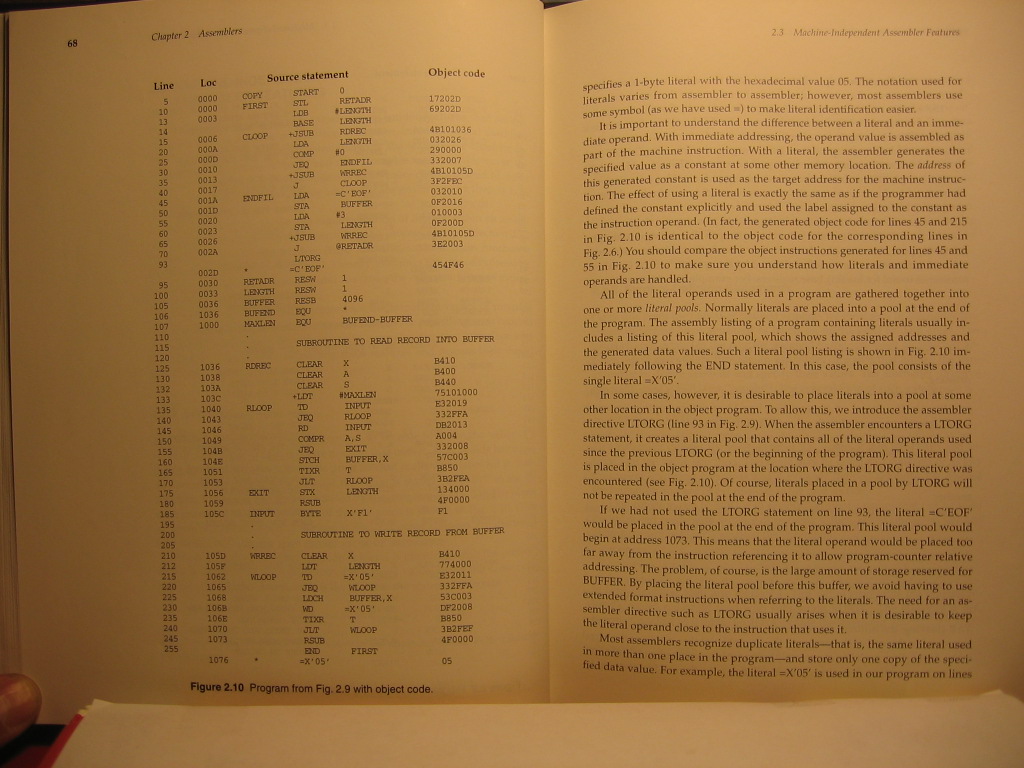 68
Chapter 2 Assemblers
Line Loc Source statement Object code
5 0000 COPY START 0
10 0000 FIRST STL RETADR 17202D
13 0003 LDB #LENGTH 69202D
14 BASE LENGTH
15 0006 CLOOP +JSUB RDREC 4B101036
20 000A LDA LENGTH 032026
25 000D COMP #0 290000
30 0010 JEQ ENDFIL 332007
35 0013 +JSUB WRREC 4B10105D
40 0017 J CLOOP 3F2FEC
45 001A ENDFIL LDA =C'EOF' 032010
50 001D STA BUFFER 0F2016
55 0020 LDA #3 010003
60 0023 STA LENGTH 0F200D
65 0026 +JSUB WRREC 4B10105D
70 002A J @RETADR 3E2003
93 LTORG
002D * =C'EOF' 454F46
95 0030 RETADR RESW 1
100 0033 LENGTH RESW 1
105 0036 BUFFER RESB 4096
106 1036 BUFEND EQU *
107 1000 MAXLEN EQU BUFEND-BUFFER
110 .
115 . SUBROUTINE TO READ RECORD INTO BUFFER
120 .
125 1036 RDREC CLEAR X B410
130 1038 CLEAR A B400
132 103A CLEAR S B440
133 103C +LDT #MAXLEN 75101000
135 1040 RLOOP TD INPUT E32019
140 1043 JEQ RLOOP 332FFA
145 1046 RD INPUT DB2013
150 1049 COMPR A,S A004
155 104B JEQ EXIT 332008
160 104E STCH BUFFER,X 57C003
165 1051 TIXR T B850
170 1053 JLT RLOOP 3B2FEA
175 1056 EXIT STX LENGTH 134000
180 1059 RSUB 4F0000
185 105C INPUT BYTE X'F1' F1
195 .
200 . SUBROUTINE TO WRITE RECORD FROM BUFFER
205 .
210 105D WRREC CLEAR X B410
212 105F LDT LENGTH 774000
215 1062 WLOOP TD =X'05' E32011
220 1065 JEQ WLOOP 332FFA
225 1068 LDCH BUFFER,X 53C003
230 106B WD =X'05' DF2008
235 106E TIXR T B850
240 1070 JLT WLOOP 3B2FEF
245 1073 RSUB 4F0000
255 END FIRST
1076 * =X'05' 05
Figure 2.10 Program from Fig. 2.9 with object code.
2.3 Machine-Independent Assembler Features
specifies a 1-byte literal with the hexadecimal value 05. The notation used for
literals varies from assembler to assembler; however, most assemblers use
some symbol (as we have used =) to make literal identification easier.
It is important to understand the difference between a literal and an imme-
diate operand. With immediate addressing, the operand value is assembled as
part of the machine instruction. With a literal, the assembler generates the
specified value as a constant at some other memory location. The address of
this generated constant is used as the target address for the machine instruc-
tion. The effect of using a literal is exactly the same as if the programmer had
defined the constant explicitly and used the label assigned to the constant as
the instruction operand. (In fact, the generated object code for lines 45 and 215
in Fig. 2.10 is identical to the object code for the corresponding lines in
Fig. 2.6.) You should compare the object instructions generated for lines 45 and
55 in Fig. 2.10 to make sure you understand how literals and immediate
operands are handled.
All of the literal operands used in a program are gathered together into
one or more literal pools. Normally literals are placed into a pool at the end of
the program. The assembly listing of a program containing literals usually in-
cludes a listing of this literal pool, which shows the assigned addresses and
the generated data values. Such a literal pool listing is shown in Fig. 2.10 im-
mediately following the END statement. In this case, the pool consists of the
single literal =X'05'.
In some cases, however, it is desirable to place literals into a pool at some
other location in the object program. To allow this, we introduce the assembler
directive LTORG (line 93 in Fig. 2.9). When the assembler encounters a LTORG
statement, it creates a literal pool that contains all of the literal operands used
since the previous LTORG (or the beginning of the program). This literal pool
is placed in the object program at the location where the LTORG directive was
encountered (see Fig. 2.10). Of course, literals placed in a pool by LTORG will
not be repeated in the pool at the end of the program.
If we had not used the LTORG statement on line 93, the literal =C'EOF'
would be placed in the pool at the end of the program. This literal pool would
begin at address 1073. This means that the literal operand would be placed too
far away from the instruction referencing it to allow program-counter relative
addressing. The problem, of course, is the large amount of storage reserved for
BUFFER. By placing the literal pool before this buffer, we avoid having to use
extended format instructions when referring to the literals. The need for an as-
sembler directive such as LTORG usually arises when it is desirable to keep
the literal operand close to the instruction that uses it.
Most assemblers recognize duplicate literals—that is, the same literal used
in more than one place in the program—and store only one copy of the speci-
fied data value. For example, the literal =X'05' is used in our program on lines